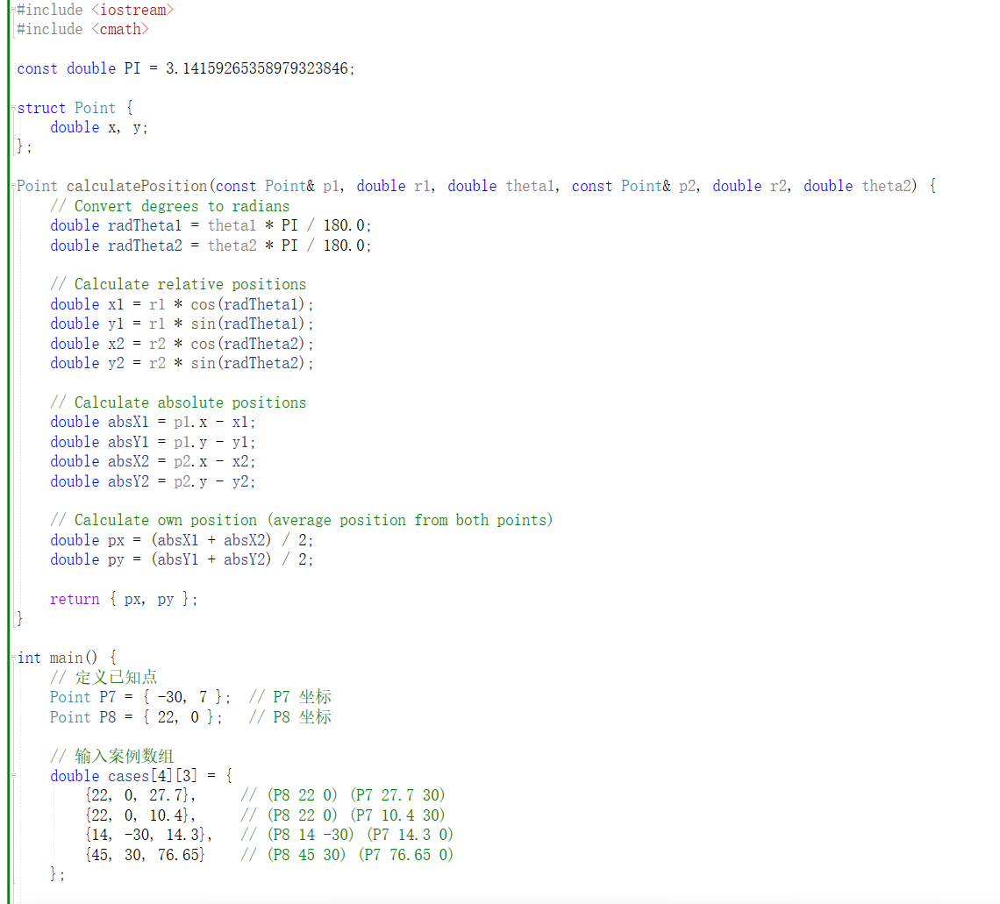 #include <iostream>
#include <cmath>
const double PI = 3.14159265358979323846;
struct Point {
    double x, y;
};
Point calculatePosition(const Point& p1, double r1, double theta1, const Point& p2, double r2, double theta2) {
    // Convert degrees to radians
    double radTheta1 = theta1 * PI / 180.0;
    double radTheta2 = theta2 * PI / 180.0;
    // Calculate relative positions
    double x1 = r1 * cos(radTheta1);
    double y1 = r1 * sin(radTheta1);
    double x2 = r2 * cos(radTheta2);
    double y2 = r2 * sin(radTheta2);
    // Calculate absolute positions
    double absX1 = p1.x - x1;
    double absY1 = p1.y - y1;
    double absX2 = p2.x - x2;
    double absY2 = p2.y - y2;
    // Calculate own position (average position from both points)
    double px = (absX1 + absX2) / 2;
    double py = (absY1 + absY2) / 2;
    return { px, py };
}
int main() {
    // 定义已知点
    Point P7 = { -30, 7 };  // P7 坐标
    Point P8 = { 22, 0 };   // P8 坐标
    // 输入案例数组
    double cases[4][3] = {
        {22, 0, 27.7},     // (P8 22 0) (P7 27.7 30)
        {22, 0, 10.4},     // (P8 22 0) (P7 10.4 30)
        {14, -30, 14.3},   // (P8 14 -30) (P7 14.3 0)
        {45, 30, 76.65}    // (P8 45 30) (P7 76.65 0)
    };